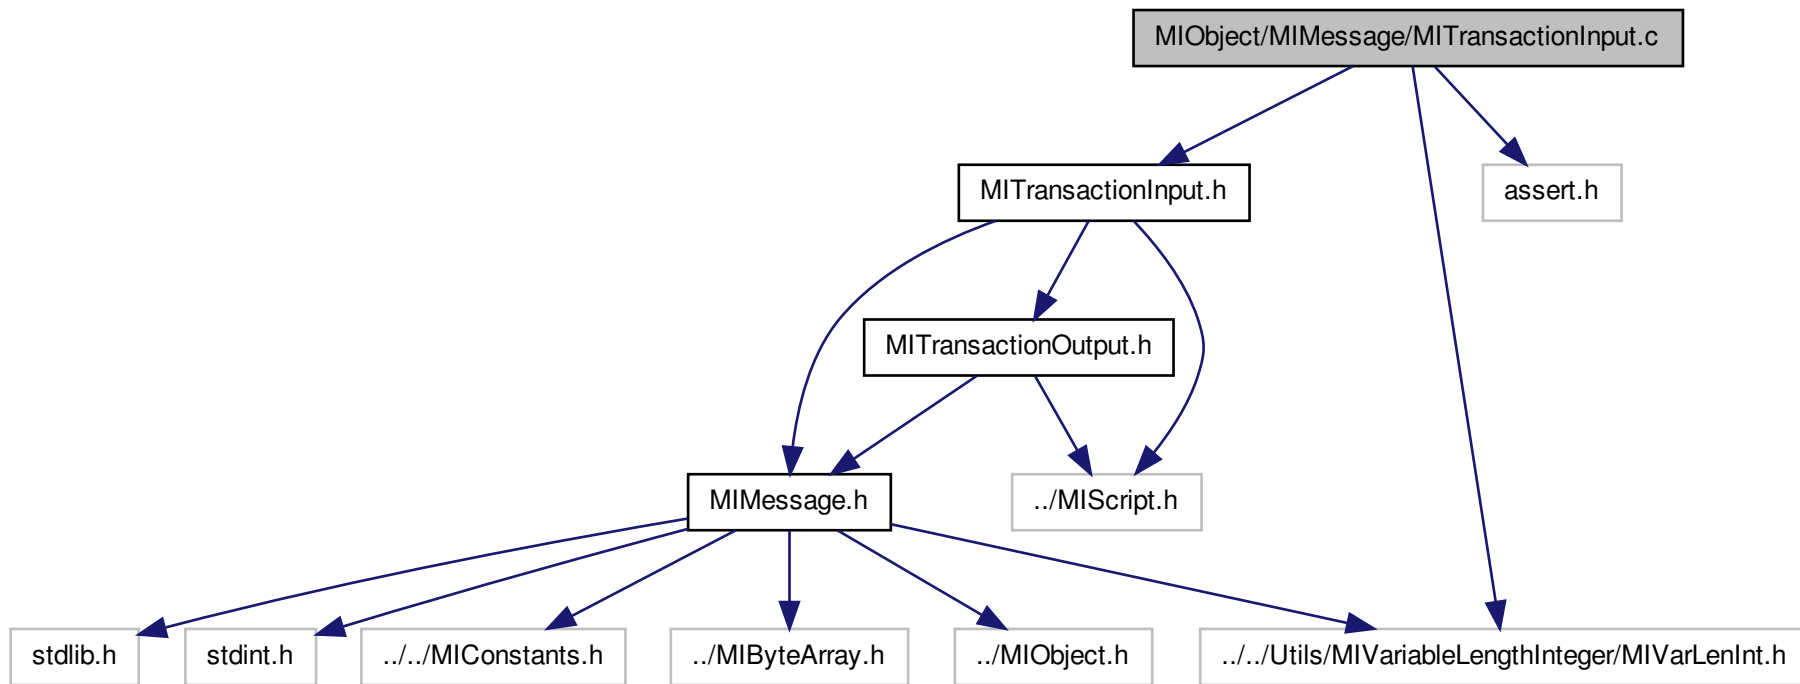 MIObject/MIMessage/MITransactionInput.c
MITransactionInput.h
assert.h
MITransactionOutput.h
MIMessage.h
../MIScript.h
stdlib.h
stdint.h
../../MIConstants.h
../MIByteArray.h
../MIObject.h
../../Utils/MIVariableLengthInteger/MIVarLenInt.h